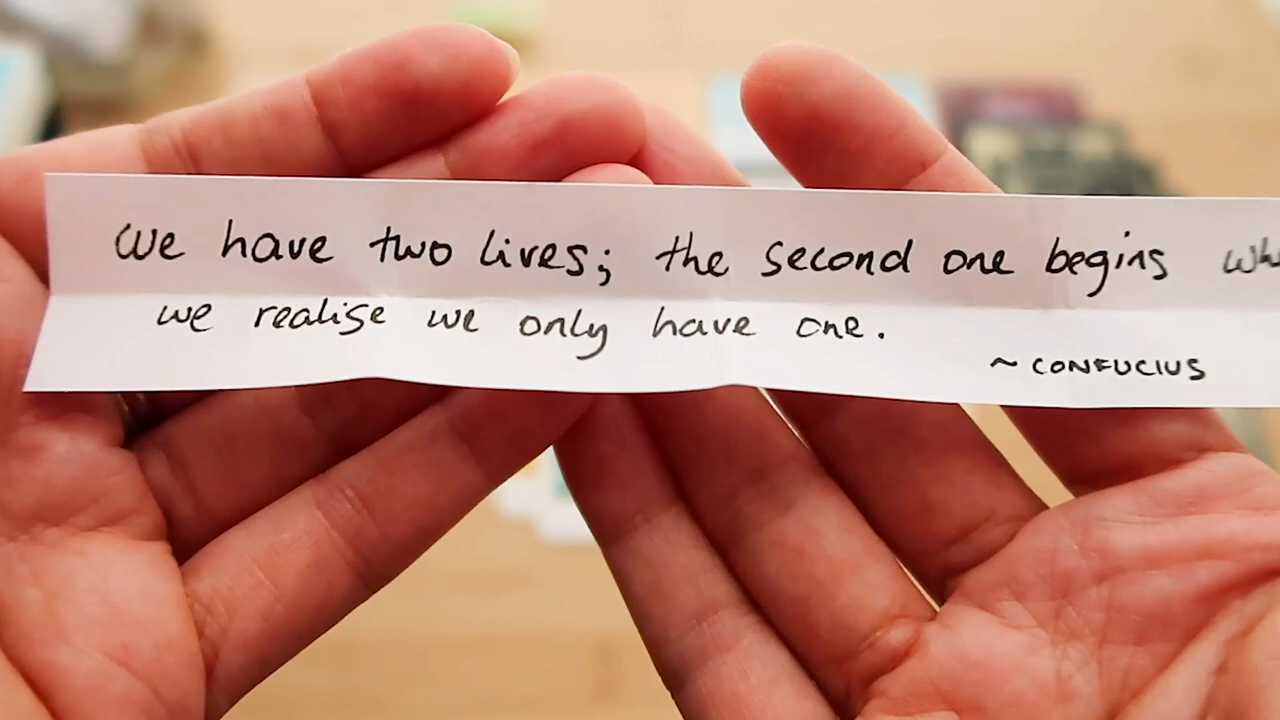 we have two lives; the second one begins
we realise we only have one.
~ CONFUCIUS